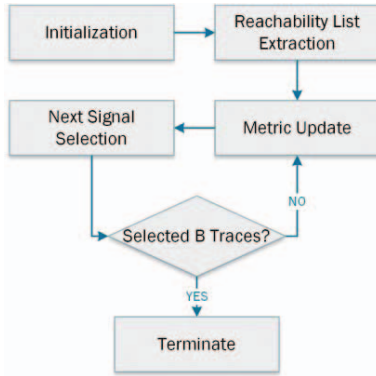 Initialization
Reachability List
Extraction
Next Signal
Selection
Metric Update
Selected B Traces?
NO
YES
Terminate